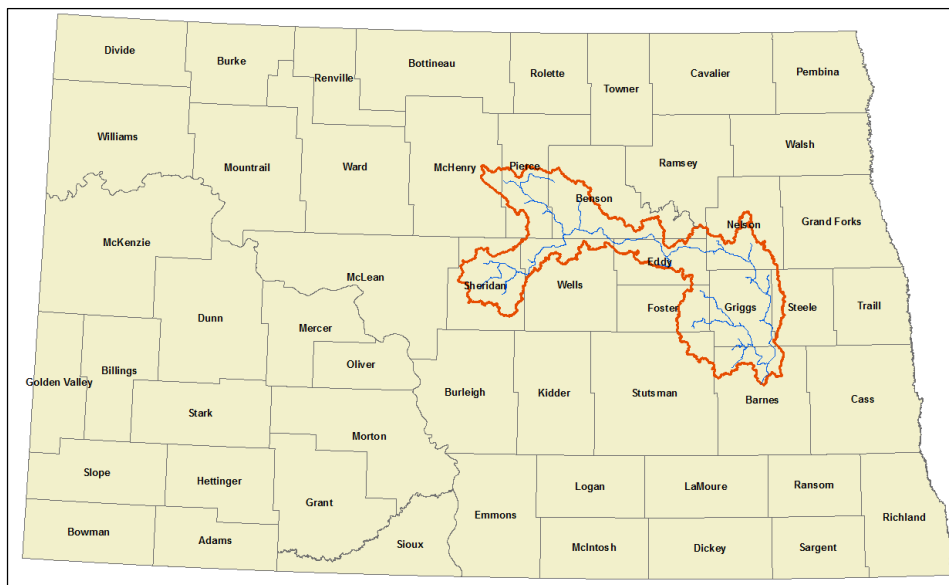 Divide
Burke
Renville
Bottineau
Rolette
Towner
Cavalier
Pembina
Williams
Mountrail
Ward
McHenry
Pierce
Benson
Ramsey
Walsh
McKenzie
McLean
Sheridan
Wells
Eddy
Nelson
Grand Forks
Dunn
Mercer
Oliver
Foster
Griggs
Steele
Traill
Golden Valley
Billings
Stark
Morton
Burleigh
Kidder
Stutsman
Barnes
Cass
Slope
Hettinger
Grant
Emmons
Logan
LaMoure
Ransom
Richland
Bowman
Adams
Sioux
McIntosh
Dickey
Sargent